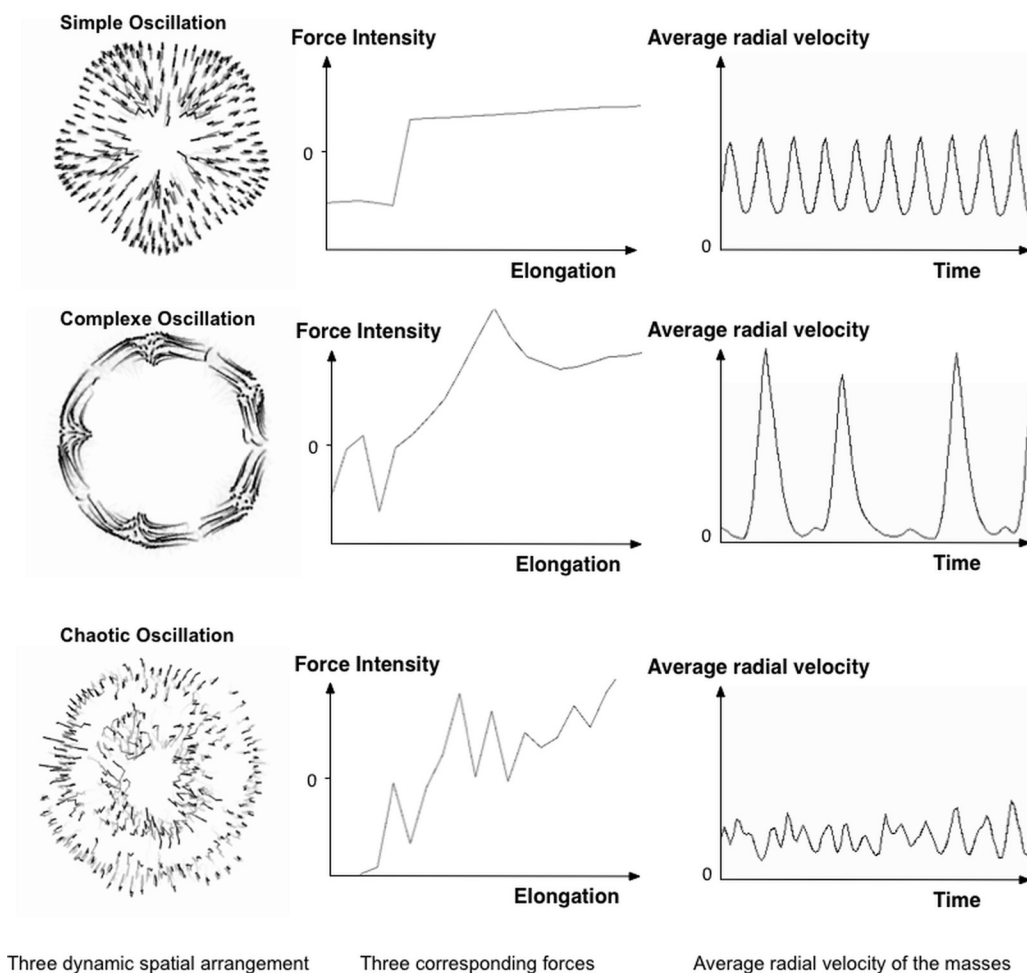 Simple Oscillation
Force Intensity
Average radial velocity
0
0
Elongation
Time
Complexe Oscillation
Force Intensity
Average radial velocity
0
0
Elongation
Time
Chaotic Oscillation
Force Intensity
Average radial velocity
0
0
Elongation
Time
Three dynamic spatial arrangement
Three corresponding forces
Average radial velocity of the masses